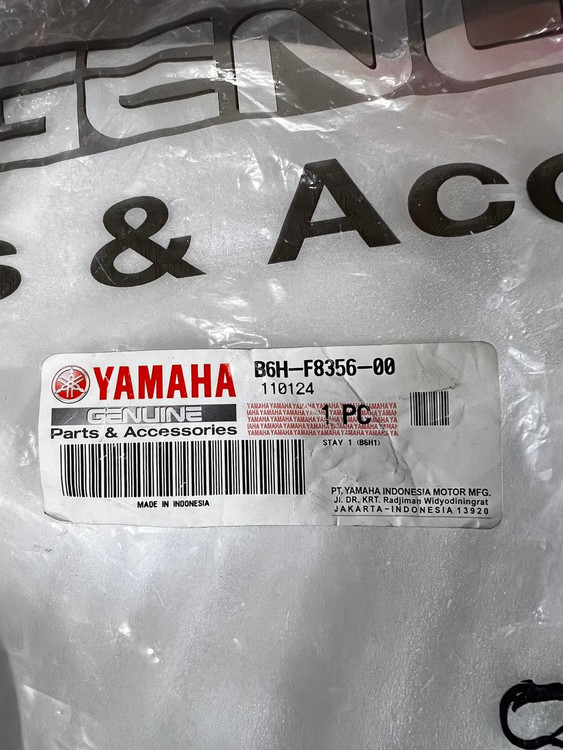 GENU
s & Acc
YAMAHA
GENUINE
Parts & Accessories
B6H-F8356-00
110124
1 PC
STAY 1 (B6H1)
MADE IN INDONESIA
PT. YAMAHA INDONESIA MOTOR MFG.
Jl. DR. KRT. Radjiman Widyodiningrat
JAKARTA-INDONESIA 13920